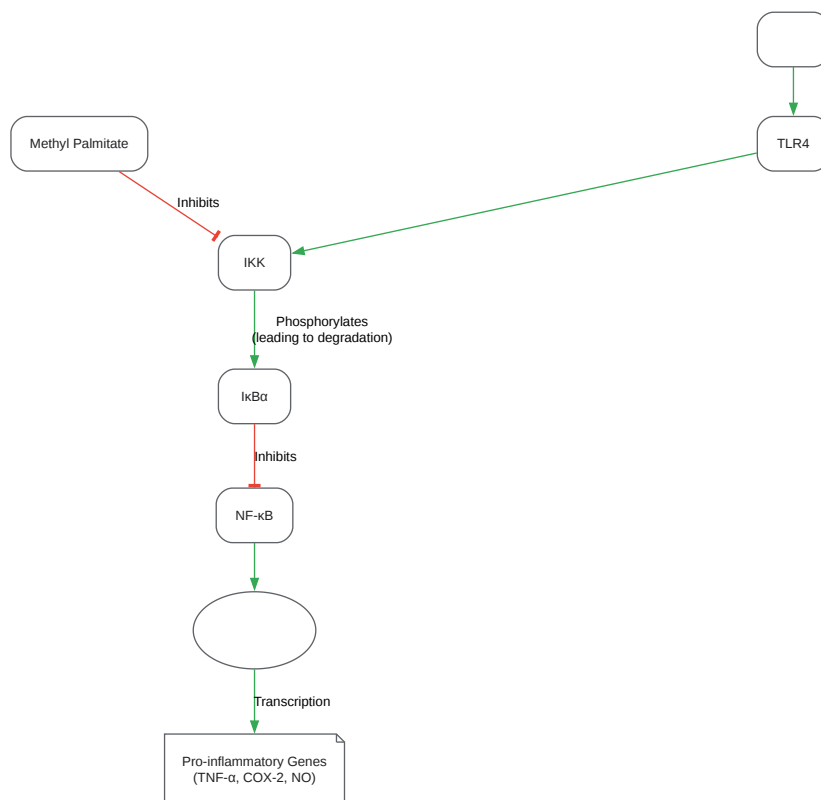 Methyl Palmitate
TLR4
Inhibits
IKK
Phosphorylates
(leading to degradation)
IκBα
Inhibits
NF-κB
Transcription
Pro-inflammatory Genes
(TNF-α, COX-2, NO)